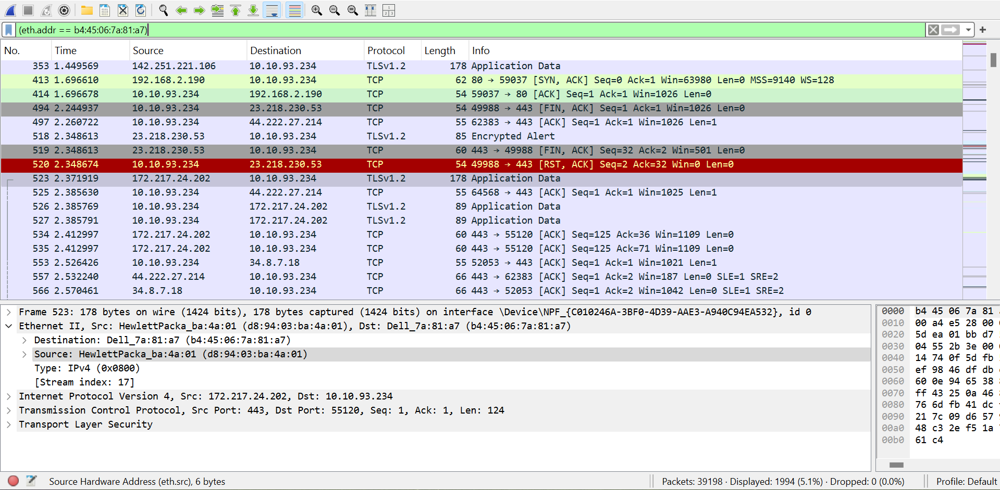 (eth.addr == b4:45:06:7a:81:a7)
No. Time Source Destination Protocol Length Info
353 1.449569 142.251.221.106 10.10.93.234 TLSv1.2 178 Application Data
413 1.696610 192.168.2.190 10.10.93.234 TCP 62 80 → 59037 [SYN, ACK] Seq=0 Ack=1 Win=63980 Len=0 MSS=9140 WS=128
414 1.696678 10.10.93.234 192.168.2.190 TCP 54 59037 → 80 [ACK] Seq=1 Ack=1 Win=1026 Len=0
494 2.244937 10.10.93.234 23.218.230.53 TCP 54 49988 → 443 [FIN, ACK] Seq=1 Ack=1 Win=1026 Len=0
497 2.260722 10.10.93.234 44.222.27.214 TCP 55 62383 → 443 [ACK] Seq=1 Ack=1 Win=1026 Len=1
518 2.348613 23.218.230.53 10.10.93.234 TLSv1.2 85 Encrypted Alert
519 2.348613 23.218.230.53 10.10.93.234 TCP 60 443 → 49988 [FIN, ACK] Seq=32 Ack=2 Win=501 Len=0
520 2.348674 10.10.93.234 23.218.230.53 TCP 54 49988 → 443 [RST, ACK] Seq=2 Ack=32 Win=0 Len=0
523 2.371919 172.217.24.202 10.10.93.234 TLSv1.2 178 Application Data
525 2.385630 10.10.93.234 44.222.27.214 TCP 55 64568 → 443 [ACK] Seq=1 Ack=1 Win=1025 Len=1
526 2.385769 10.10.93.234 172.217.24.202 TLSv1.2 89 Application Data
527 2.385791 10.10.93.234 172.217.24.202 TLSv1.2 89 Application Data
534 2.412997 172.217.24.202 10.10.93.234 TCP 60 443 → 55120 [ACK] Seq=125 Ack=36 Win=1109 Len=0
535 2.412997 172.217.24.202 10.10.93.234 TCP 60 443 → 55120 [ACK] Seq=125 Ack=71 Win=1109 Len=0
553 2.526426 10.10.93.234 34.8.7.18 TCP 55 52053 → 443 [ACK] Seq=1 Ack=1 Win=1021 Len=1
557 2.532240 44.222.27.214 10.10.93.234 TCP 66 443 → 62383 [ACK] Seq=1 Ack=2 Win=187 Len=0 SLE=1 SRE=2
566 2.570461 34.8.7.18 10.10.93.234 TCP 66 443 → 52053 [ACK] Seq=1 Ack=2 Win=1042 Len=0 SLE=1 SRE=2
Frame 523: 178 bytes on wire (1424 bits), 178 bytes captured (1424 bits) on interface \Device\NPF_{C010246A-3BF0-4D39-AAE3-A940C94EA532}, id 0
Ethernet II, Src: HewlettPacka_ba:4a:01 (d8:94:03:ba:4a:01), Dst: Dell_7a:81:a7 (b4:45:06:7a:81:a7)
Destination: Dell_7a:81:a7 (b4:45:06:7a:81:a7)
Source: HewlettPacka_ba:4a:01 (d8:94:03:ba:4a:01)
Type: IPv4 (0x0800)
[Stream index: 17]
Internet Protocol Version 4, Src: 172.217.24.202, Dst: 10.10.93.234
Transmission Control Protocol, Src Port: 443, Dst Port: 55120, Seq: 1, Ack: 1, Len: 124
Transport Layer Security
0000 b4 45 06 7a 81
0010 00 a4 e5 28 00
0020 5d ea 01 bb d7
0030 04 55 2b 3e 00
0040 14 74 0f 5d fb
0050 ef 98 46 df db
0060 60 0e 94 65 38
0070 ff 43 25 0a 46
0080 76 6d fb 41 dc
0090 21 7c 09 d6 57
00a0 48 c3 2e f5 1a
00b0 61 c4
Source Hardware Address (eth.src), 6 bytes
Packets: 39198 · Displayed: 1994 (5.1%) · Dropped: 0 (0.0%)
Profile: Default